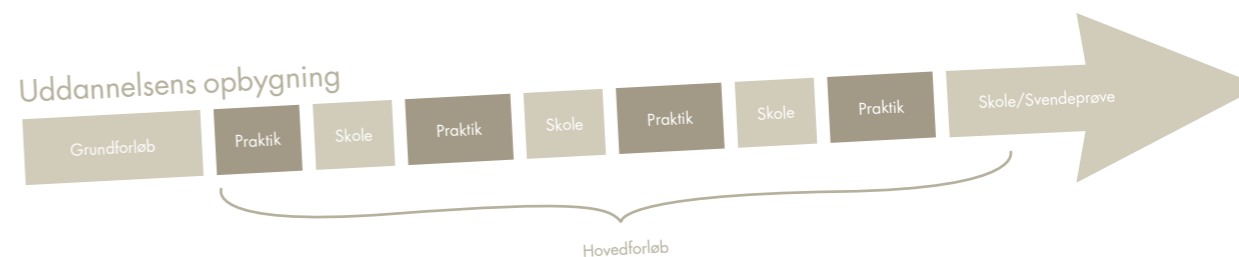 Uddannelsens opbygning
Grundforløb
Praktik
Skole
Praktik
Skole
Praktik
Skole
Praktik
Skole/Svendeprøve
Hovedforløb